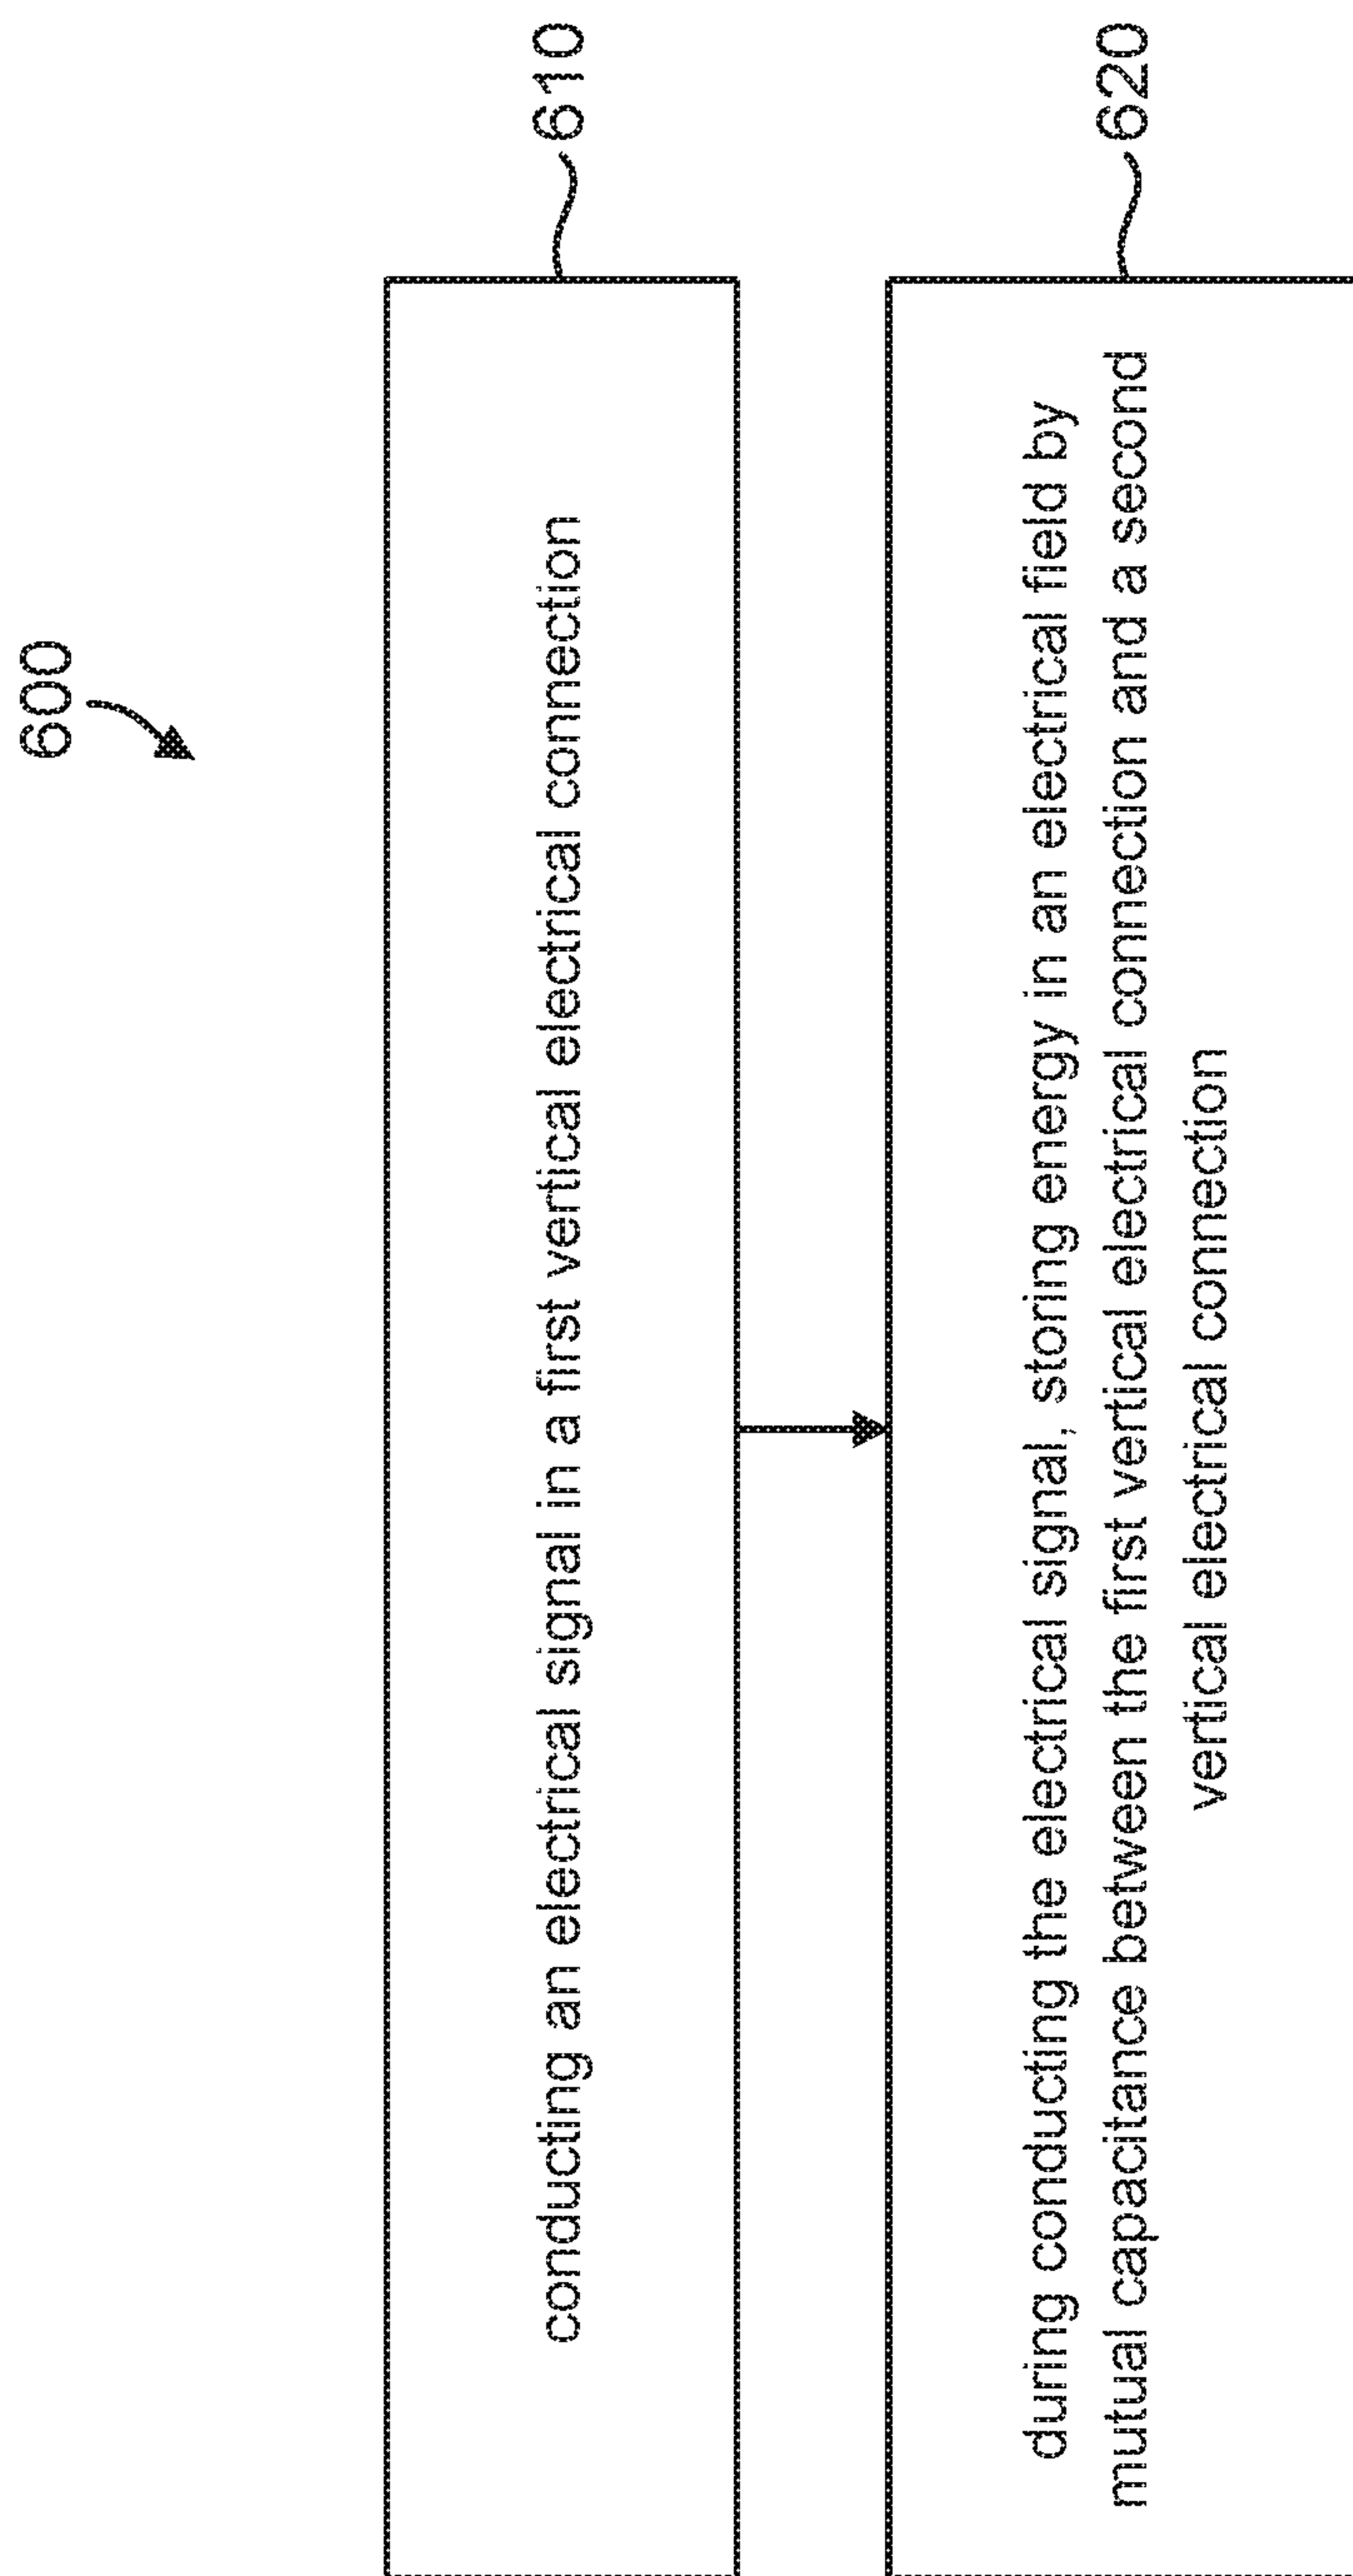 600
conducting an electrical signal in a first vertical electrical connection
610
during conducting the electrical signal, storing energy in an electrical field by
mutual capacitance between the first vertical electrical connection and a second
vertical electrical connection
620